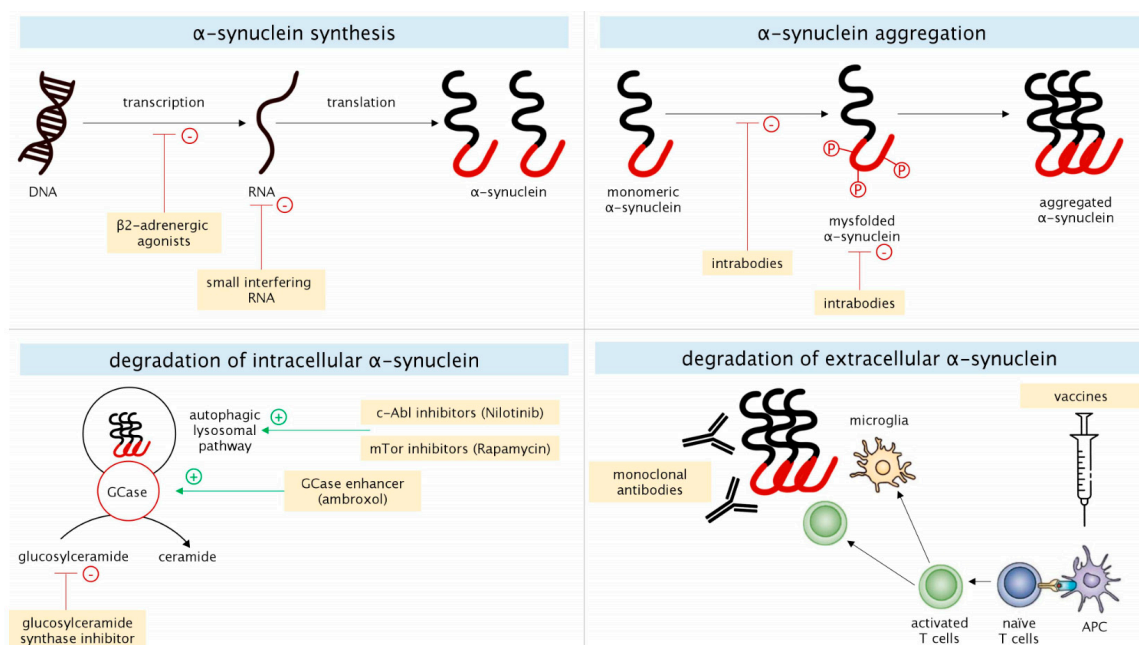 α-synuclein synthesis
transcription
translation
DNA
RNA
α-synuclein
β2-adrenergic
agonists
small interfering
RNA
-
-
α-synuclein aggregation
monomeric
α-synuclein
P
P
P
mysfolded
α-synuclein
aggregated
α-synuclein
intrabodies
intrabodies
-
-
degradation of intracellular α-synuclein
autophagic
lysosomal
pathway
+
c-Abl inhibitors (Nilotinib)
mTor inhibitors (Rapamycin)
GCase
+
GCase enhancer
(ambroxol)
glucosylceramide
ceramide
-
glucosylceramide
synthase inhibitor
degradation of extracellular α-synuclein
vaccines
microglia
monoclonal
antibodies
activated
T cells
naïve
T cells
APC